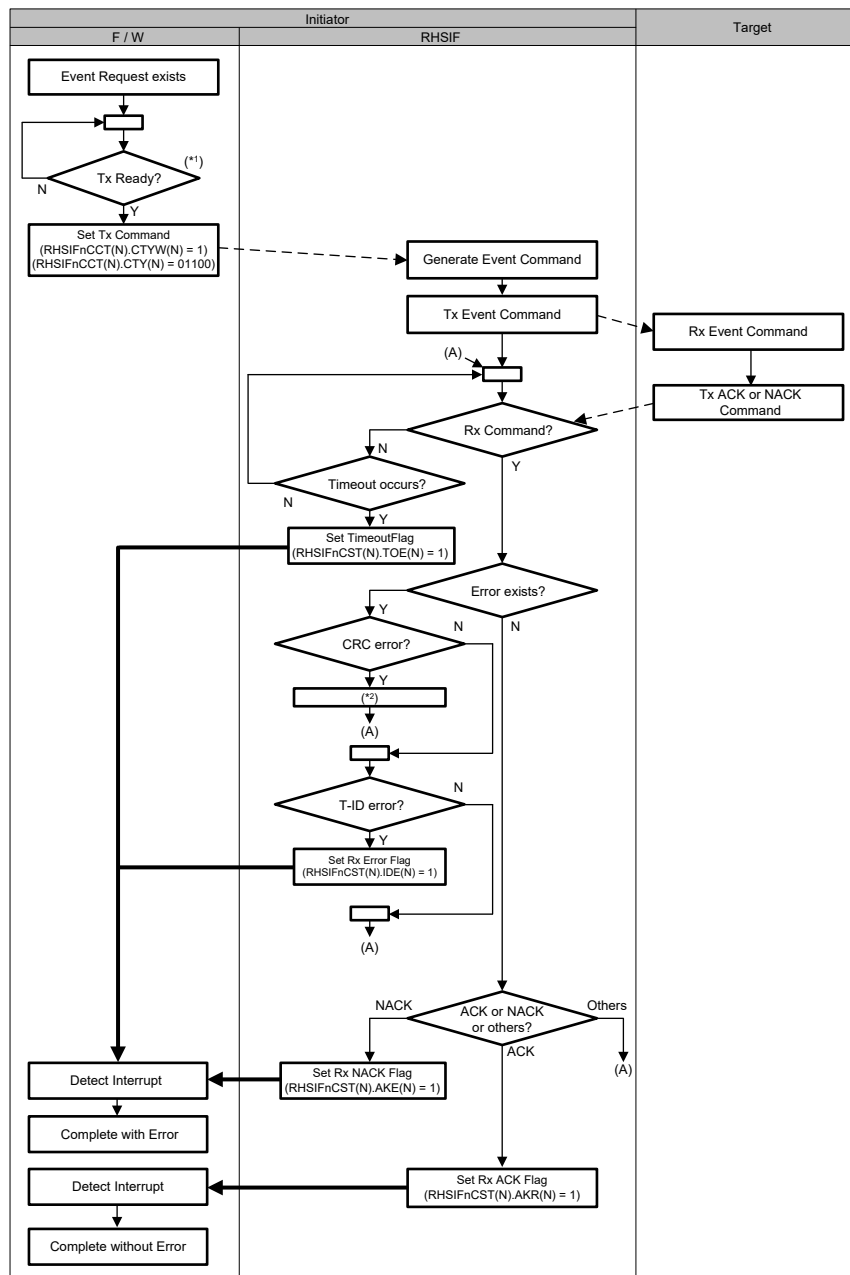 Initiator
Target
F / W
RHSIF
Event Request exists
(*1)
Tx Ready?
N
Y
Set Tx Command
(RHSIFnCCT(N).CTYW(N) = 1)
(RHSIFnCCT(N).CTY(N) = 01100)
Generate Event Command
Tx Event Command
Rx Event Command
(A)
Tx ACK or NACK
Command
Rx Command?
N
Y
Timeout occurs?
N
Y
Set TimeoutFlag
(RHSIFnCST(N).TOE(N) = 1)
Error exists?
Y
N
N
CRC error?
Y
(*2)
(A)
N
T-ID error?
Y
Set Rx Error Flag
(RHSIFnCST(N).IDE(N) = 1)
(A)
NACK
Others
ACK or NACK
or others?
ACK
(A)
Set Rx NACK Flag
(RHSIFnCST(N).AKE(N) = 1)
Detect Interrupt
Complete with Error
Set Rx ACK Flag
(RHSIFnCST(N).AKR(N) = 1)
Detect Interrupt
Complete without Error